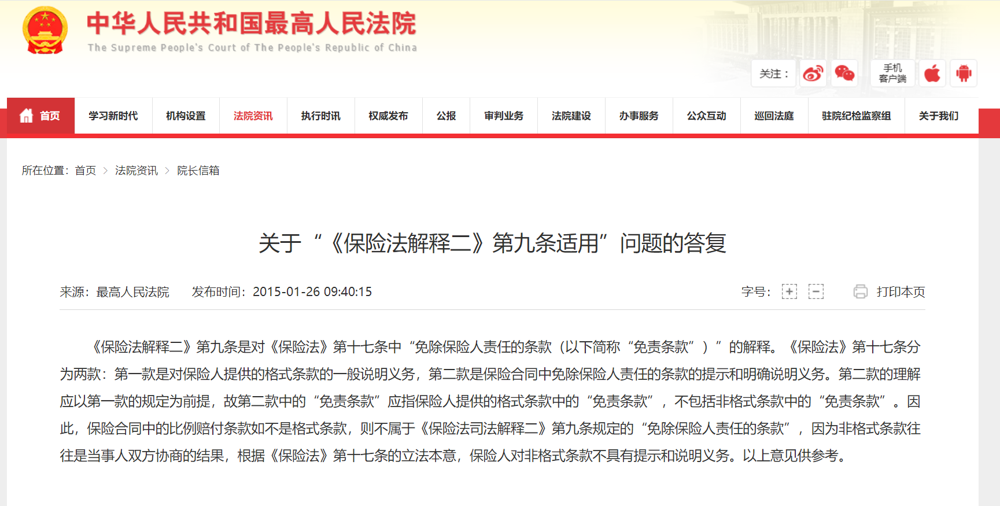 中华人民共和国最高人民法院
The Supreme People's Court of The People's Republic of China
关注：
手机
客户端
首页 学习新时代 机构设置 法院资讯 执行时讯 权威发布 公报 审判业务 法院建设 办事服务 公众互动 巡回法庭 驻院纪检监察组 关于我们
所在位置：首页 > 法院资讯 > 院长信箱
关于“《保险法解释二》第九条适用”问题的答复
来源：最高人民法院 发布时间：2015-01-26 09:40:15 字号： + − 打印本页
《保险法解释二》第九条是对《保险法》第十七条中“免除保险人责任的条款（以下简称“免责条款”）”的解释。《保险法》第十七条分
为两款：第一款是对保险人提供的格式条款的一般说明义务，第二款是保险合同中免除保险人责任的条款的提示和明确说明义务。第二款的理解
应以第一款的规定为前提，故第二款中的“免责条款”应指保险人提供的格式条款中的“免责条款”，不包括非格式条款中的“免责条款”。因
此，保险合同中的比例赔付条款如不是格式条款，则不属于《保险法司法解释二》第九条规定的“免除保险人责任的条款”，因为非格式条款往
往是当事人双方协商的结果，根据《保险法》第十七条的立法本意，保险人对非格式条款不具有提示和说明义务。以上意见供参考。